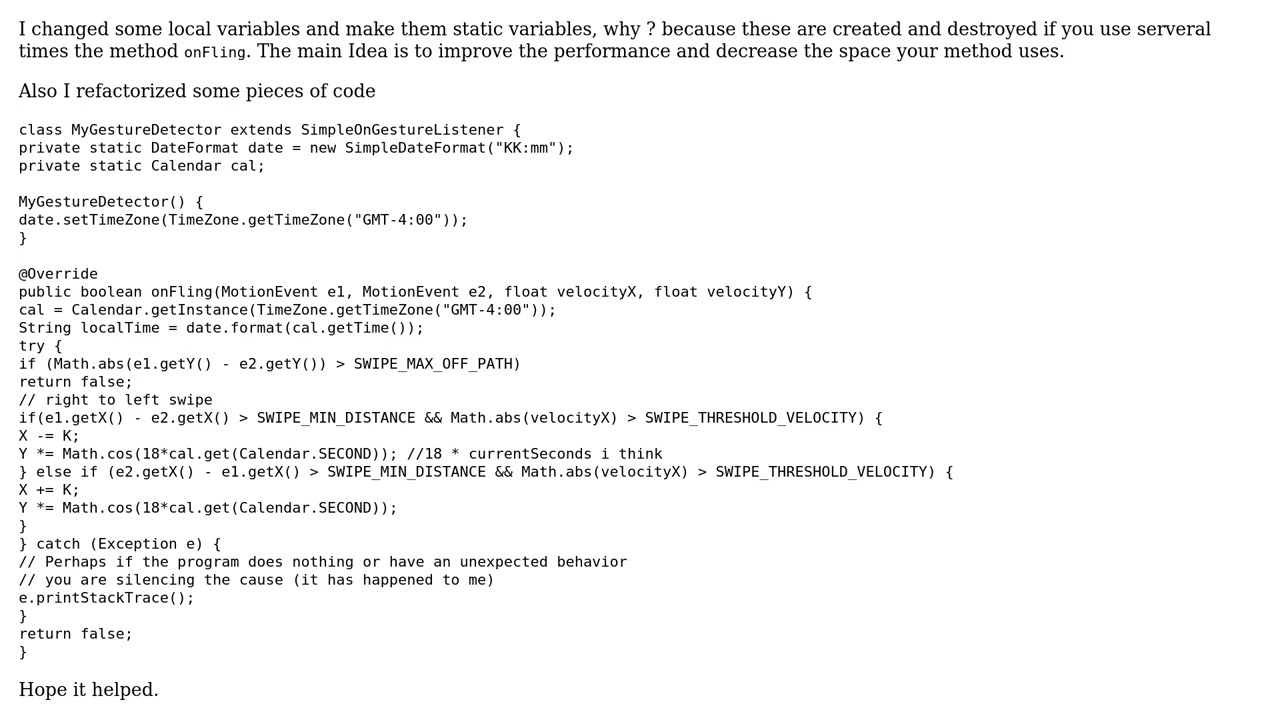 I changed some local variables and make them static variables, why ? because these are created and destroyed if you use serveral
times the method onFling. The main Idea is to improve the performance and decrease the space your method uses.
Also I refactorized some pieces of code
class MyGestureDetector extends SimpleOnGestureListener {
private static DateFormat date = new SimpleDateFormat("KK:mm");
private static Calendar cal;
MyGestureDetector() {
date.setTimeZone(TimeZone.getTimeZone("GMT-4:00"));
}
@Override
public boolean onFling(MotionEvent e1, MotionEvent e2, float velocityX, float velocityY) {
cal = Calendar.getInstance(TimeZone.getTimeZone("GMT-4:00"));
String localTime = date.format(cal.getTime());
try {
if (Math.abs(e1.getY() - e2.getY()) > SWIPE_MAX_OFF_PATH)
return false;
// right to left swipe
if(e1.getX() - e2.getX() > SWIPE_MIN_DISTANCE && Math.abs(velocityX) > SWIPE_THRESHOLD_VELOCITY) {
X -= K;
Y *= Math.cos(18*cal.get(Calendar.SECOND)); //18 * currentSeconds i think
} else if (e2.getX() - e1.getX() > SWIPE_MIN_DISTANCE && Math.abs(velocityX) > SWIPE_THRESHOLD_VELOCITY) {
X += K;
Y *= Math.cos(18*cal.get(Calendar.SECOND));
}
} catch (Exception e) {
// Perhaps if the program does nothing or have an unexpected behavior
// you are silencing the cause (it has happened to me)
e.printStackTrace();
}
return false;
}
Hope it helped.